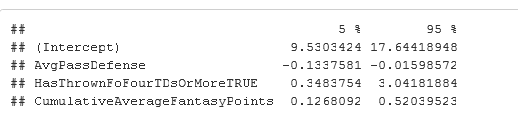 ## 5 % 95 %
## (Intercept) 9.5303424 17.64418948
## AvgPassDefense -0.1337581 -0.01598572
## HasThrownFoFourTDsOrMoreTRUE 0.3483754 3.04181884
## CumulativeAverageFantasyPoints 0.1268092 0.52039523